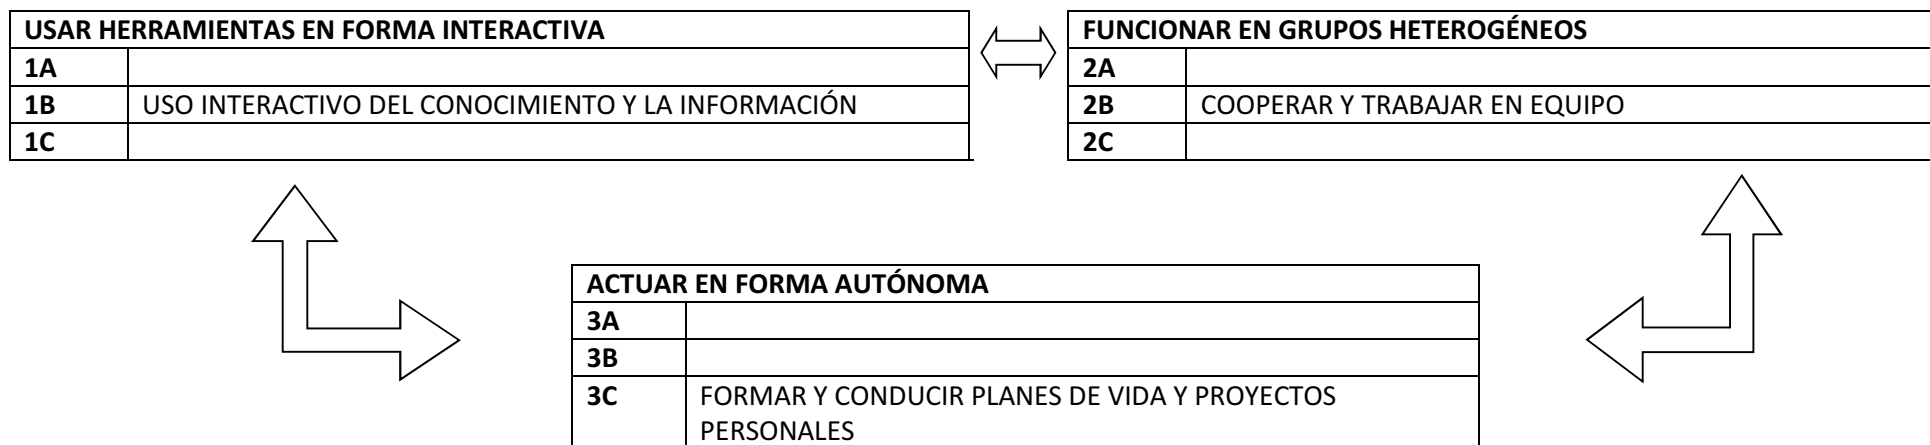 USAR HERRAMIENTAS EN FORMA INTERACTIVA
1A
1B USO INTERACTIVO DEL CONOCIMIENTO Y LA INFORMACIÓN
1C
FUNCIONAR EN GRUPOS HETEROGÉNEOS
2A
2B COOPERAR Y TRABAJAR EN EQUIPO
2C
ACTUAR EN FORMA AUTÓNOMA
3A
3B
3C FORMAR Y CONDUCIR PLANES DE VIDA Y PROYECTOS
PERSONALES